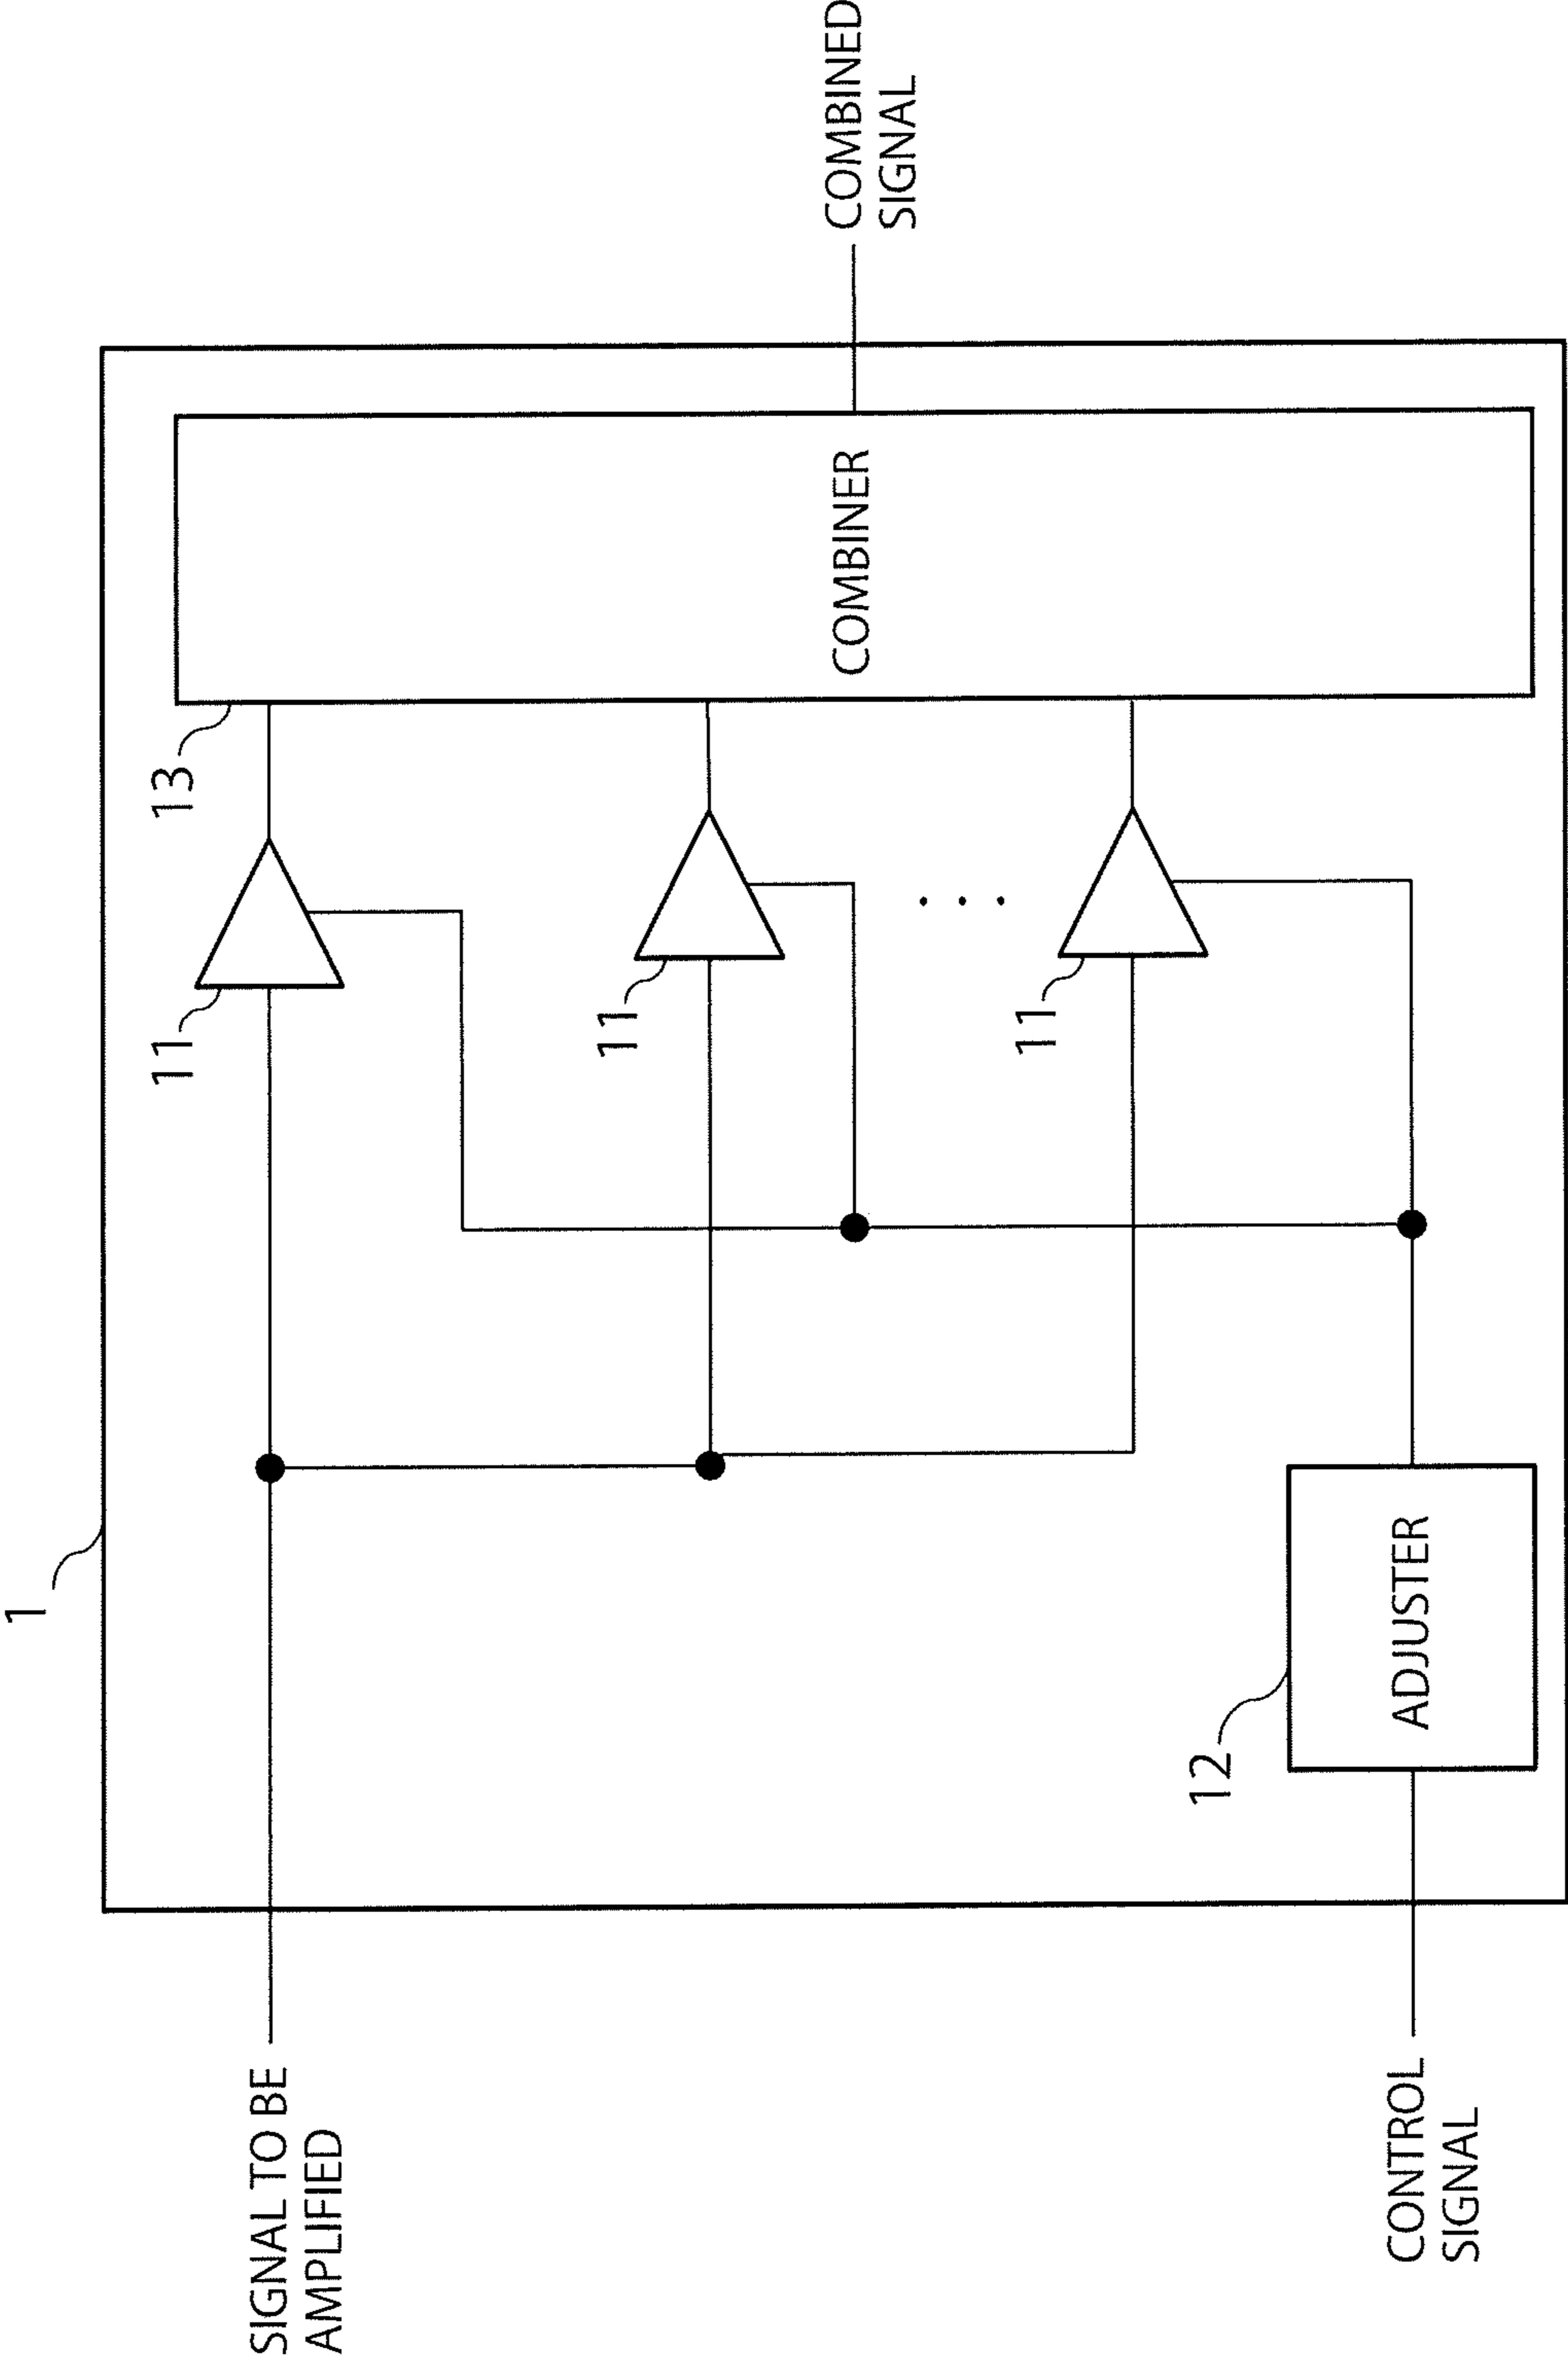 1
13
11
11
11
12
SIGNAL TO BE
AMPLIFIED
CONTROL
SIGNAL
ADJUSTER
COMBINER
COMBINED
SIGNAL